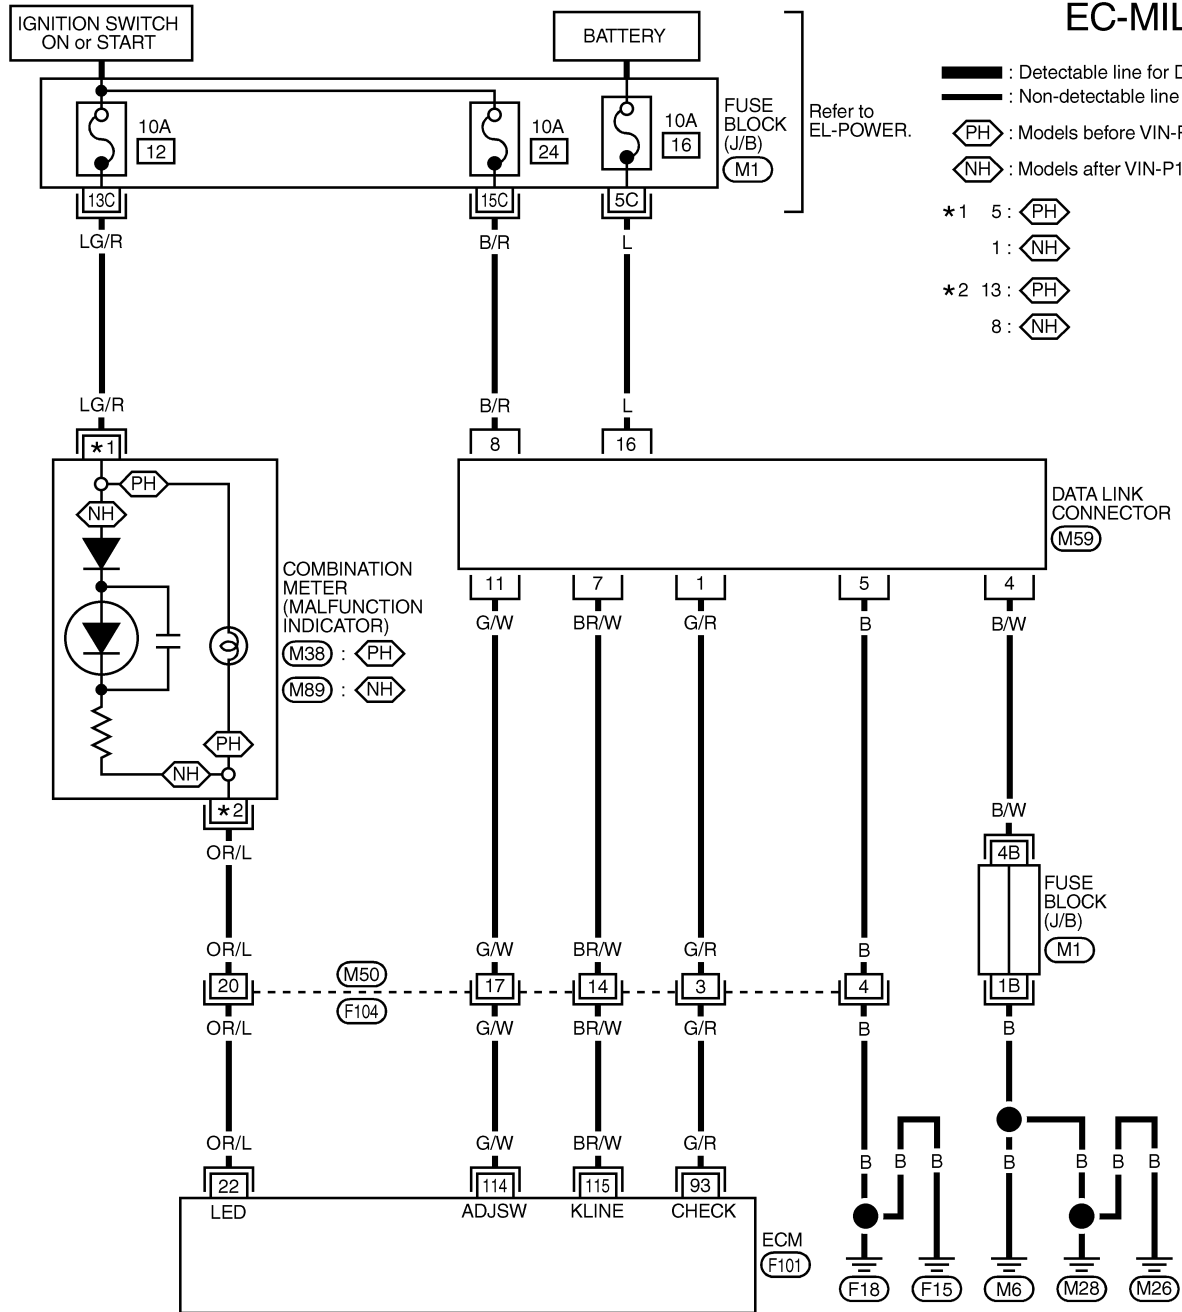 EC-MIL
IGNITION SWITCH
ON or START
BATTERY
: Detectable line for D
: Non-detectable line
PH : Models before VIN-P
NH : Models after VIN-P1
*1 5 : PH
1 : NH
*2 13 : PH
8 : NH
10A
12
10A
24
10A
16
FUSE
BLOCK
(J/B)
M1
Refer to
EL-POWER.
13C
15C
5C
LG/R
B/R
L
LG/R
B/R
L
*1
8
16
PH
NH
DATA LINK
CONNECTOR
M59
COMBINATION
METER
(MALFUNCTION
INDICATOR)
M38 : PH
M89 : NH
PH
NH
*2
11
7
1
5
4
G/W
BR/W
G/R
B
B/W
B/W
4B
FUSE
BLOCK
(J/B)
M1
1B
OR/L
OR/L
G/W
BR/W
G/R
B
20
M50
F104
17
14
3
4
OR/L
G/W
BR/W
G/R
B
B
OR/L
G/W
BR/W
G/R
B
B
B
B
B
B
B
22
114
115
93
LED
ADJSW
KLINE
CHECK
ECM
F101
F18
F15
M6
M28
M26